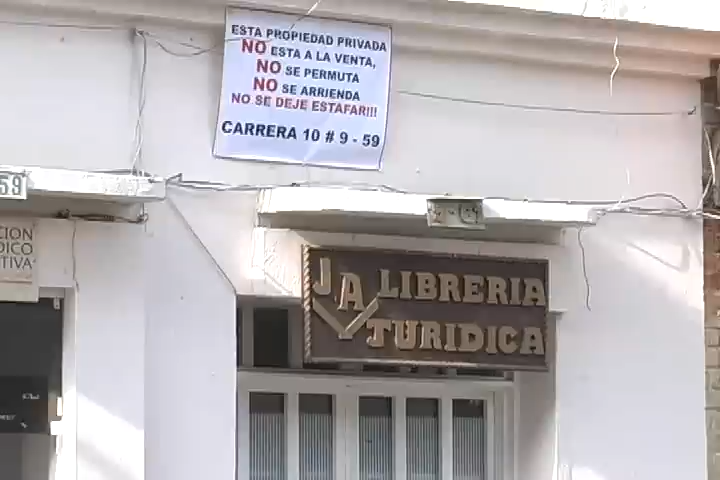 ESTA PROPIEDAD PRIVADA
NO ESTA A LA VENTA,
NO SE PERMUTA
NO SE ARRIENDA
NO SE DEJE ESTAFAR!!!
CARRERA 10 # 9 - 59
59
CION
DICO
TIVA
JA LIBRERIA
TURIDICA